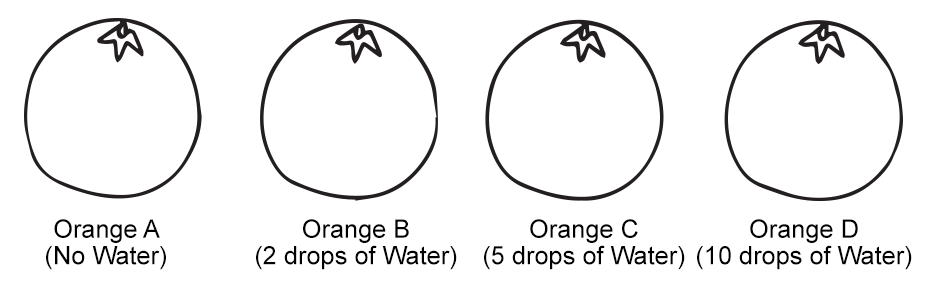 Orange A
(No Water)
Orange B
(2 drops of Water)
Orange C
(5 drops of Water)
Orange D
(10 drops of Water)